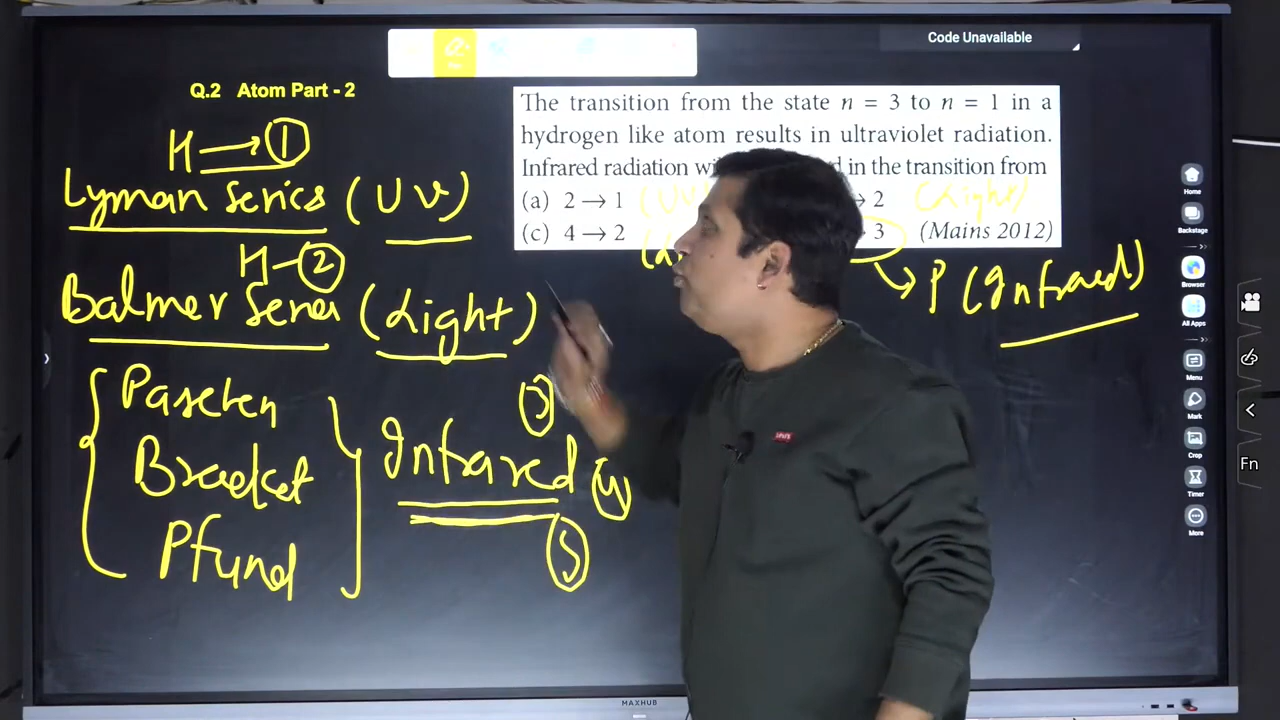 Code Unavailable
Q.2 Atom Part - 2
The transition from the state n = 3 to n = 1 in a
hydrogen like atom results in ultraviolet radiation.
Infrared radiation wi d in the transition from
(a) 2 → 1 (UV → 2 (Light)
(c) 4 → 2 → 3 (Mains 2012)
H → 1
Lyman Series (UV)
H - 2
Balmer Series (Light)
P (Infrared)
Paschen
Bracket
Pfund
Infrared
3
4
5
Home
Backstage
Browser
All Apps
Menu
Mark
Crop
Timer
More
Fn
MAXHUB
Levi's